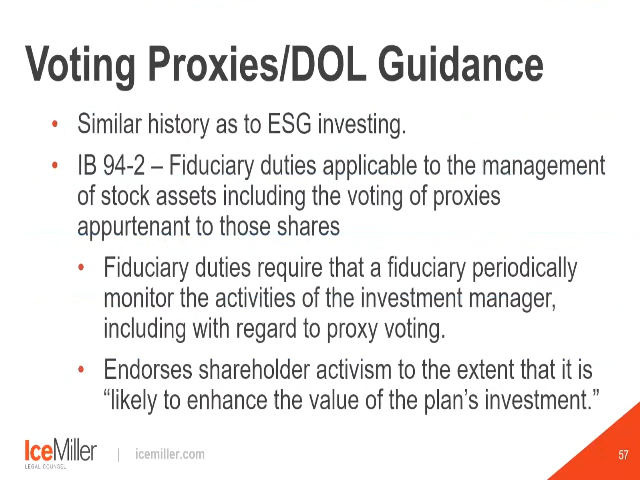 Voting Proxies/DOL Guidance
• Similar history as to ESG investing.
• IB 94-2 – Fiduciary duties applicable to the management
of stock assets including the voting of proxies
appurtenant to those shares
• Fiduciary duties require that a fiduciary periodically
monitor the activities of the investment manager,
including with regard to proxy voting.
• Endorses shareholder activism to the extent that it is
“likely to enhance the value of the plan’s investment.”
IceMiller
LEGAL COUNSEL
| icemiller.com
57